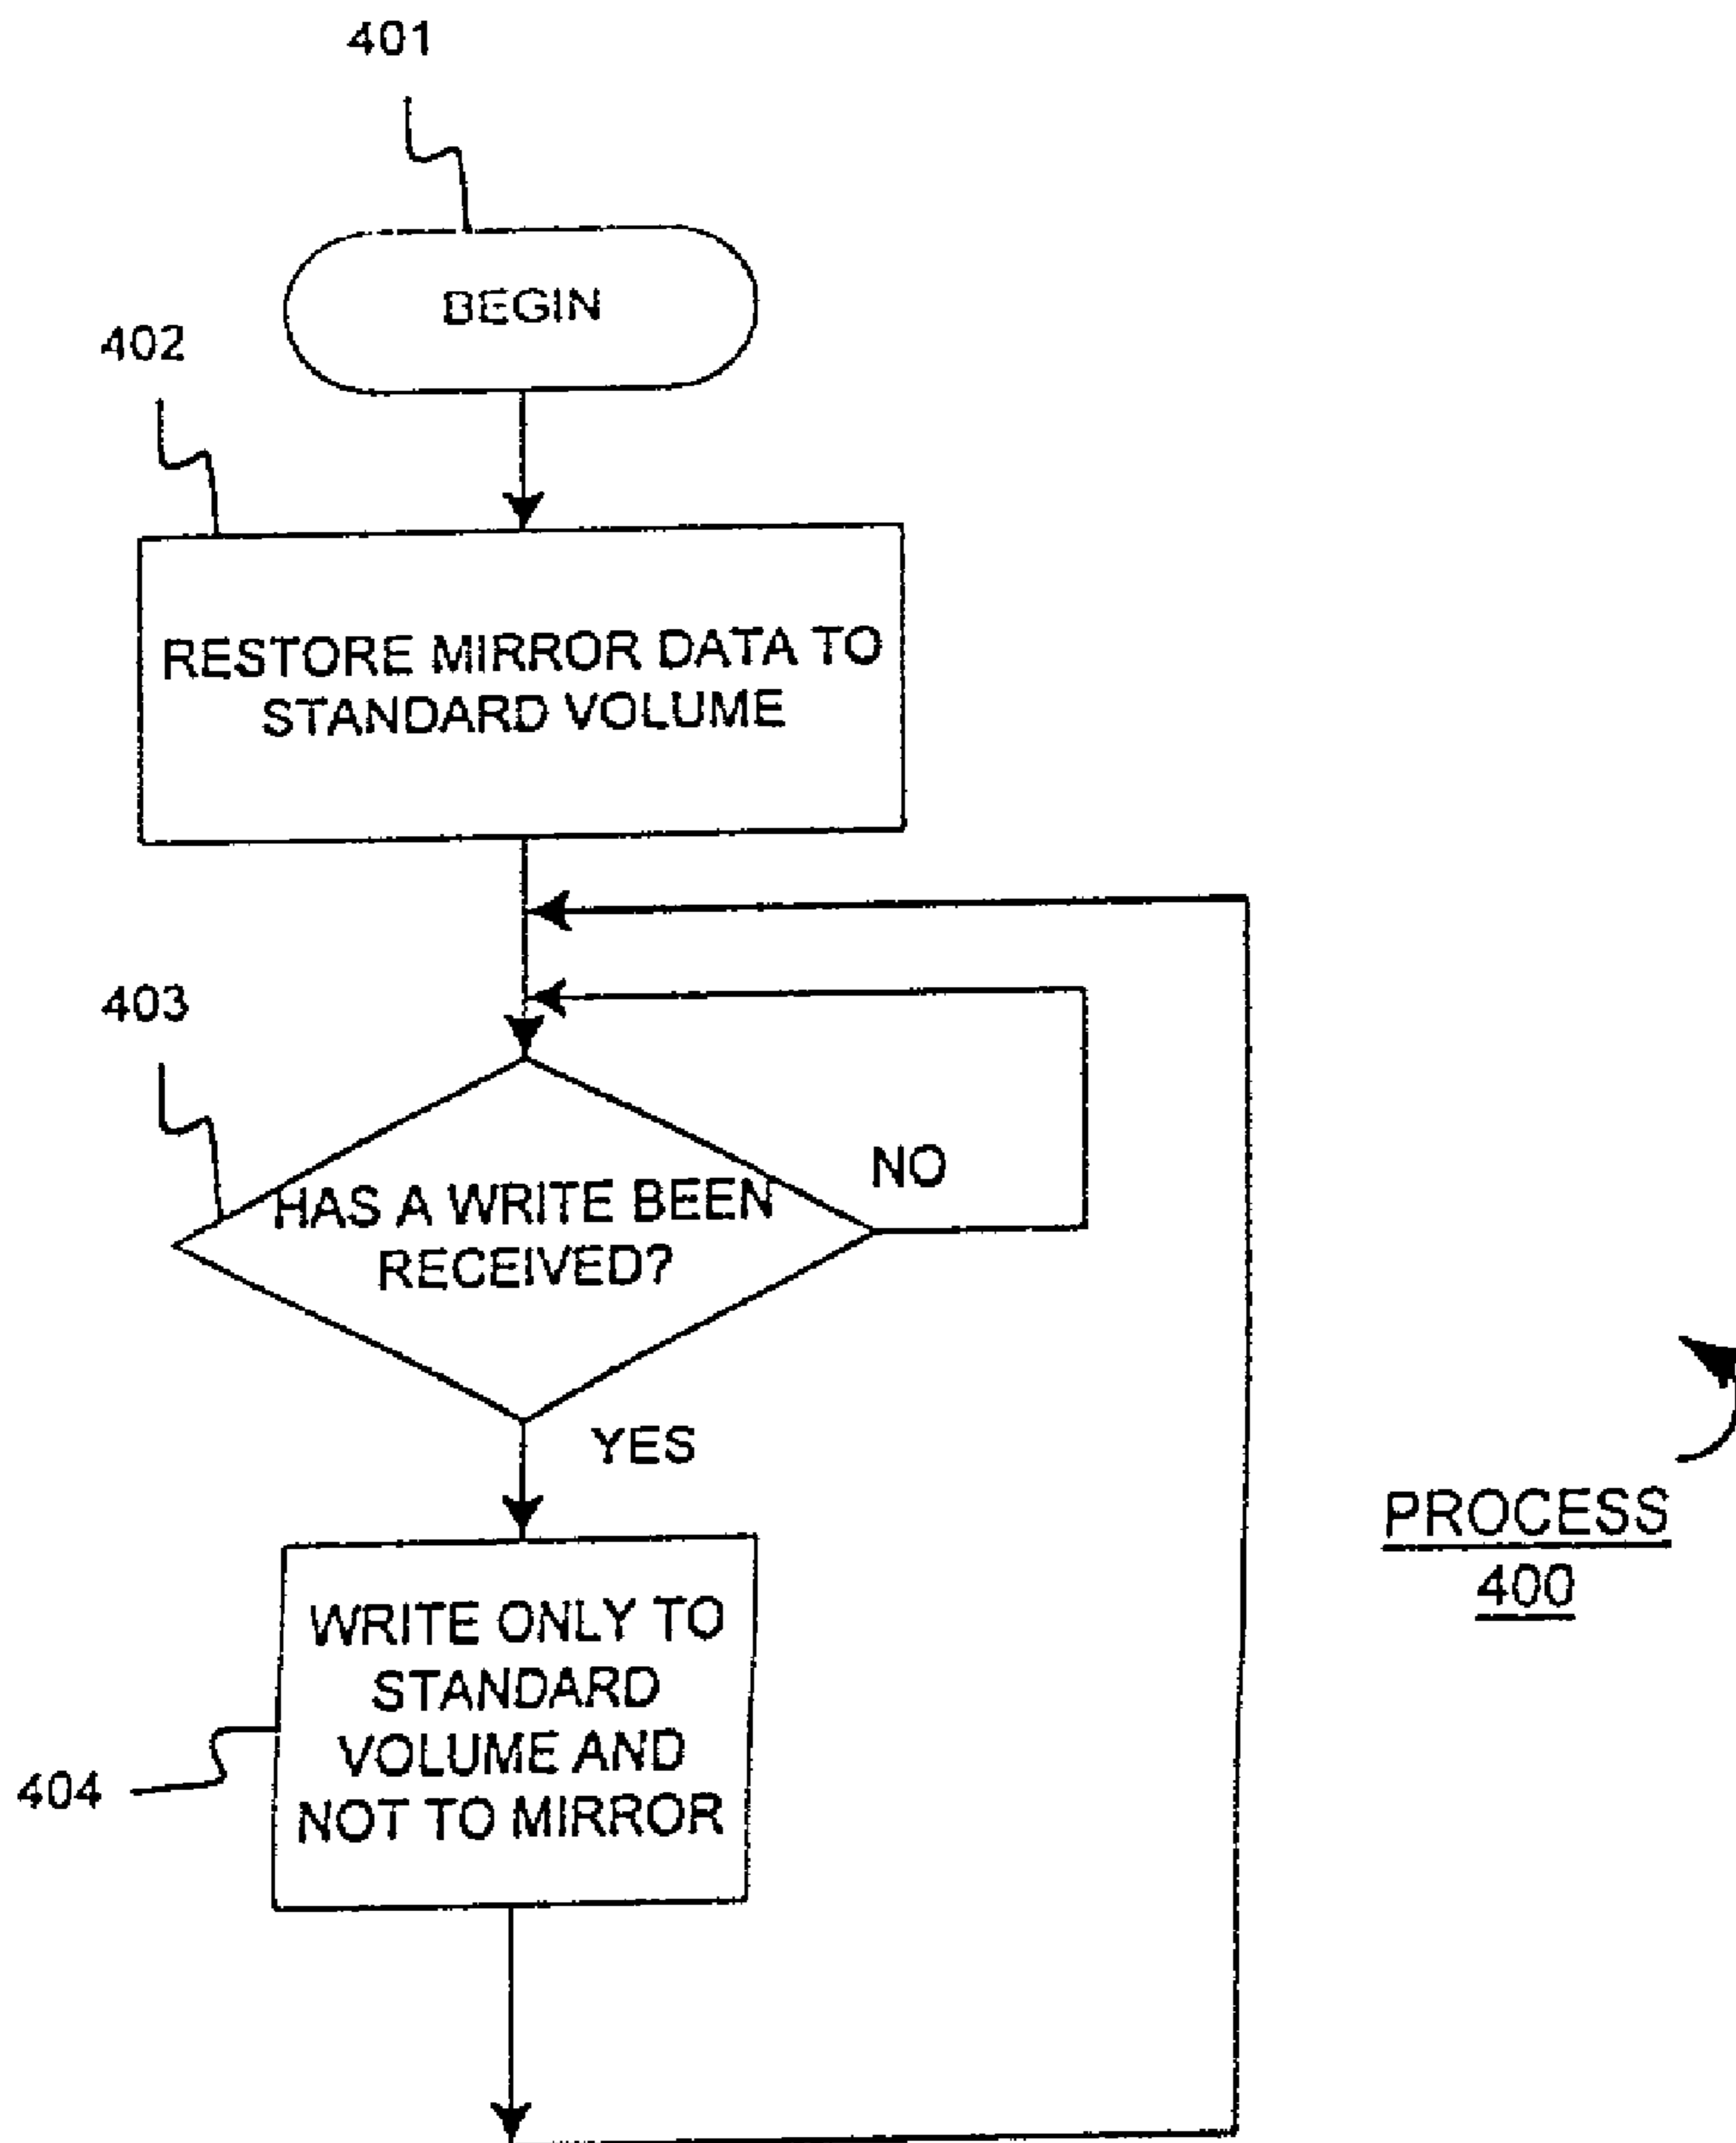 401
BEGIN
402
RESTORE MIRROR DATA TO
STANDARD VOLUME
403
HAS A WRITE BEEN
RECEIVED?
NO
YES
PROCESS
400
WRITE ONLY TO
STANDARD
VOLUME AND
NOT TO MIRROR
404